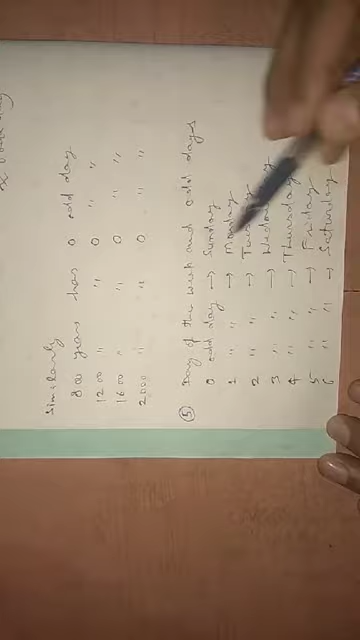 Similarly
800 years has 0 odd day
1200 " " 0 " "
1600 " " 0 " "
2000 " " 0 " "
⑤ Day of the week and odd days
0 odd day → Sunday
1 " " → Monday
2 " " → Tuesday
3 " " → Wednesday
4 " " → Thursday
5 " " → Friday
6 " " → Saturday